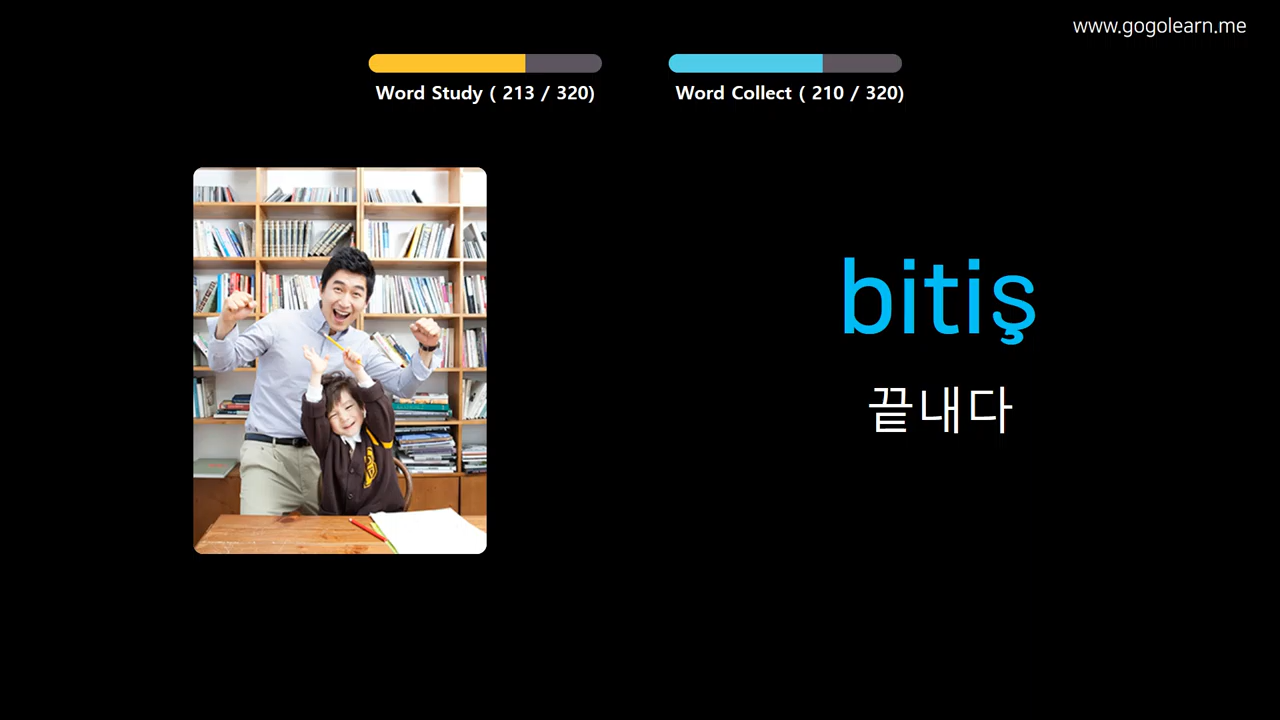 www.gogolearn.me
Word Study ( 213 / 320)
Word Collect ( 210 / 320)
bitiş
끝내다